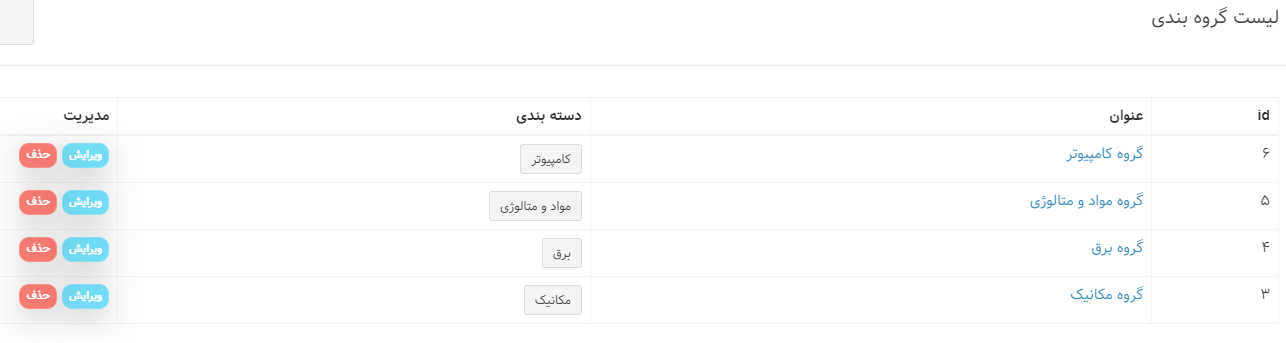 لیست گروه بندی
id عنوان دسته بندی مدیریت
۶ گروه کامپیوتر کامپیوتر ویرایش حذف
۵ گروه مواد و متالوژی مواد و متالوژی ویرایش حذف
۴ گروه برق برق ویرایش حذف
۳ گروه مکانیک مکانیک ویرایش حذف